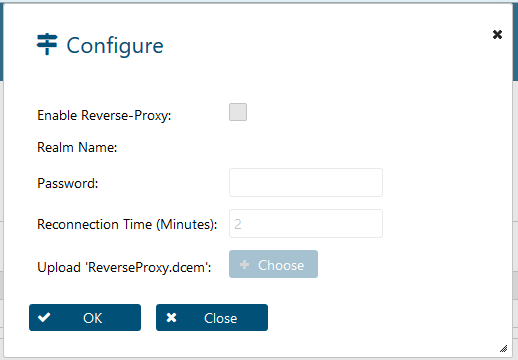 Configure
Enable Reverse-Proxy:
Realm Name:
Password:
Reconnection Time (Minutes): 2
Upload 'ReverseProxy.dcem': Choose
OK Close